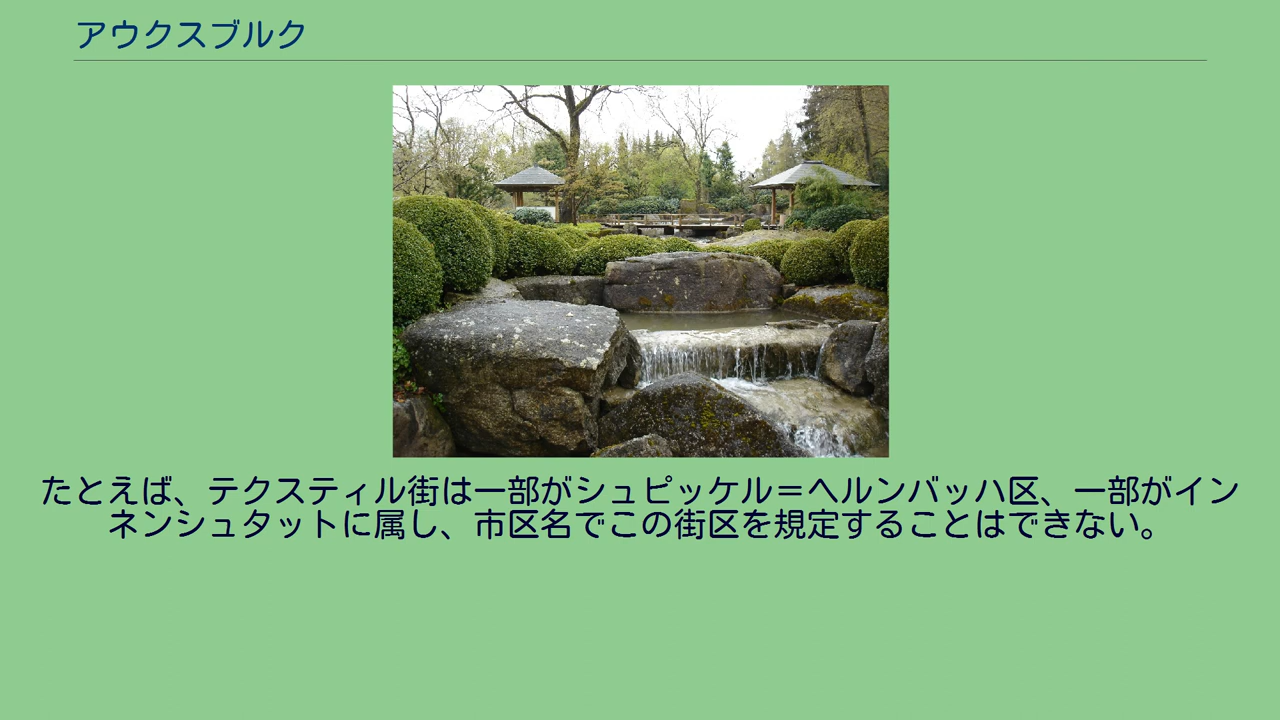 アウクスブルク
たとえば、テクスティル街は一部がシュピッケル＝ヘルンバッハ区、一部がイン
ネンシュタットに属し、市区名でこの街区を規定することはできない。